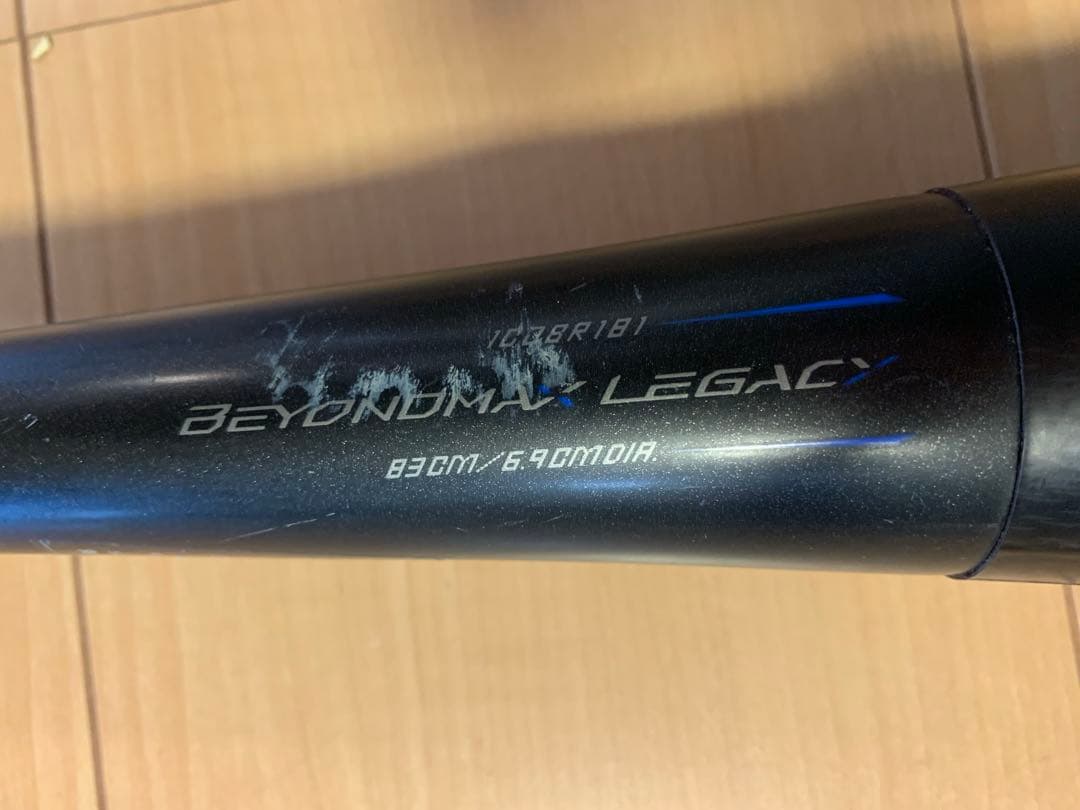 1CJBR181
BEYONDMAX LEGACY
83CM/6.9CMDIA.